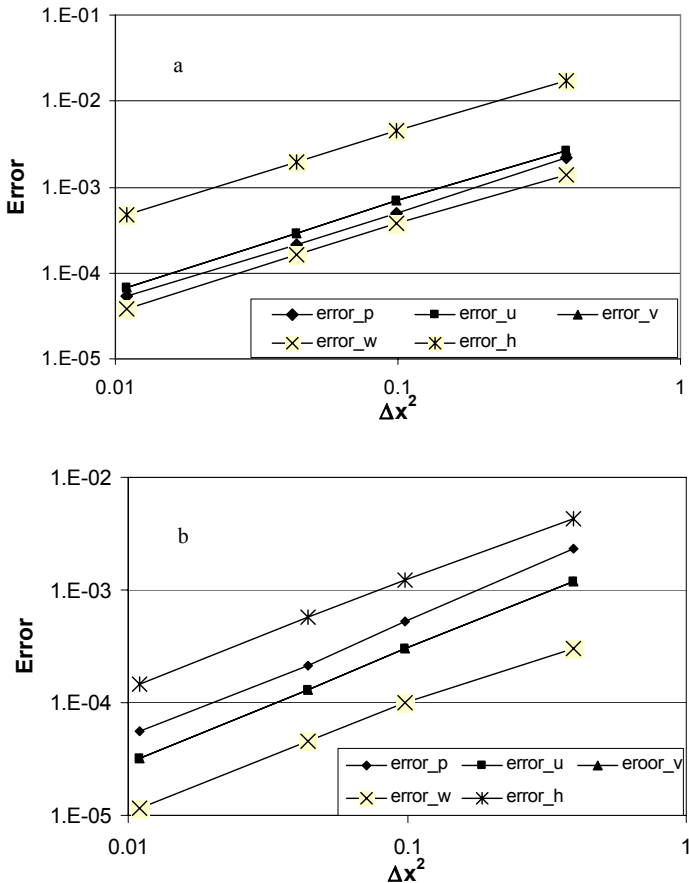 1.E-01
a
1.E-02
Error
1.E-03
1.E-04
error_p error_u error_v
error_w error_h
1.E-05
0.01 0.1 1
Δx²
1.E-02
b
1.E-03
Error
1.E-04
error_p error_u eroor_v
error_w error_h
1.E-05
0.01 0.1 1
Δx²